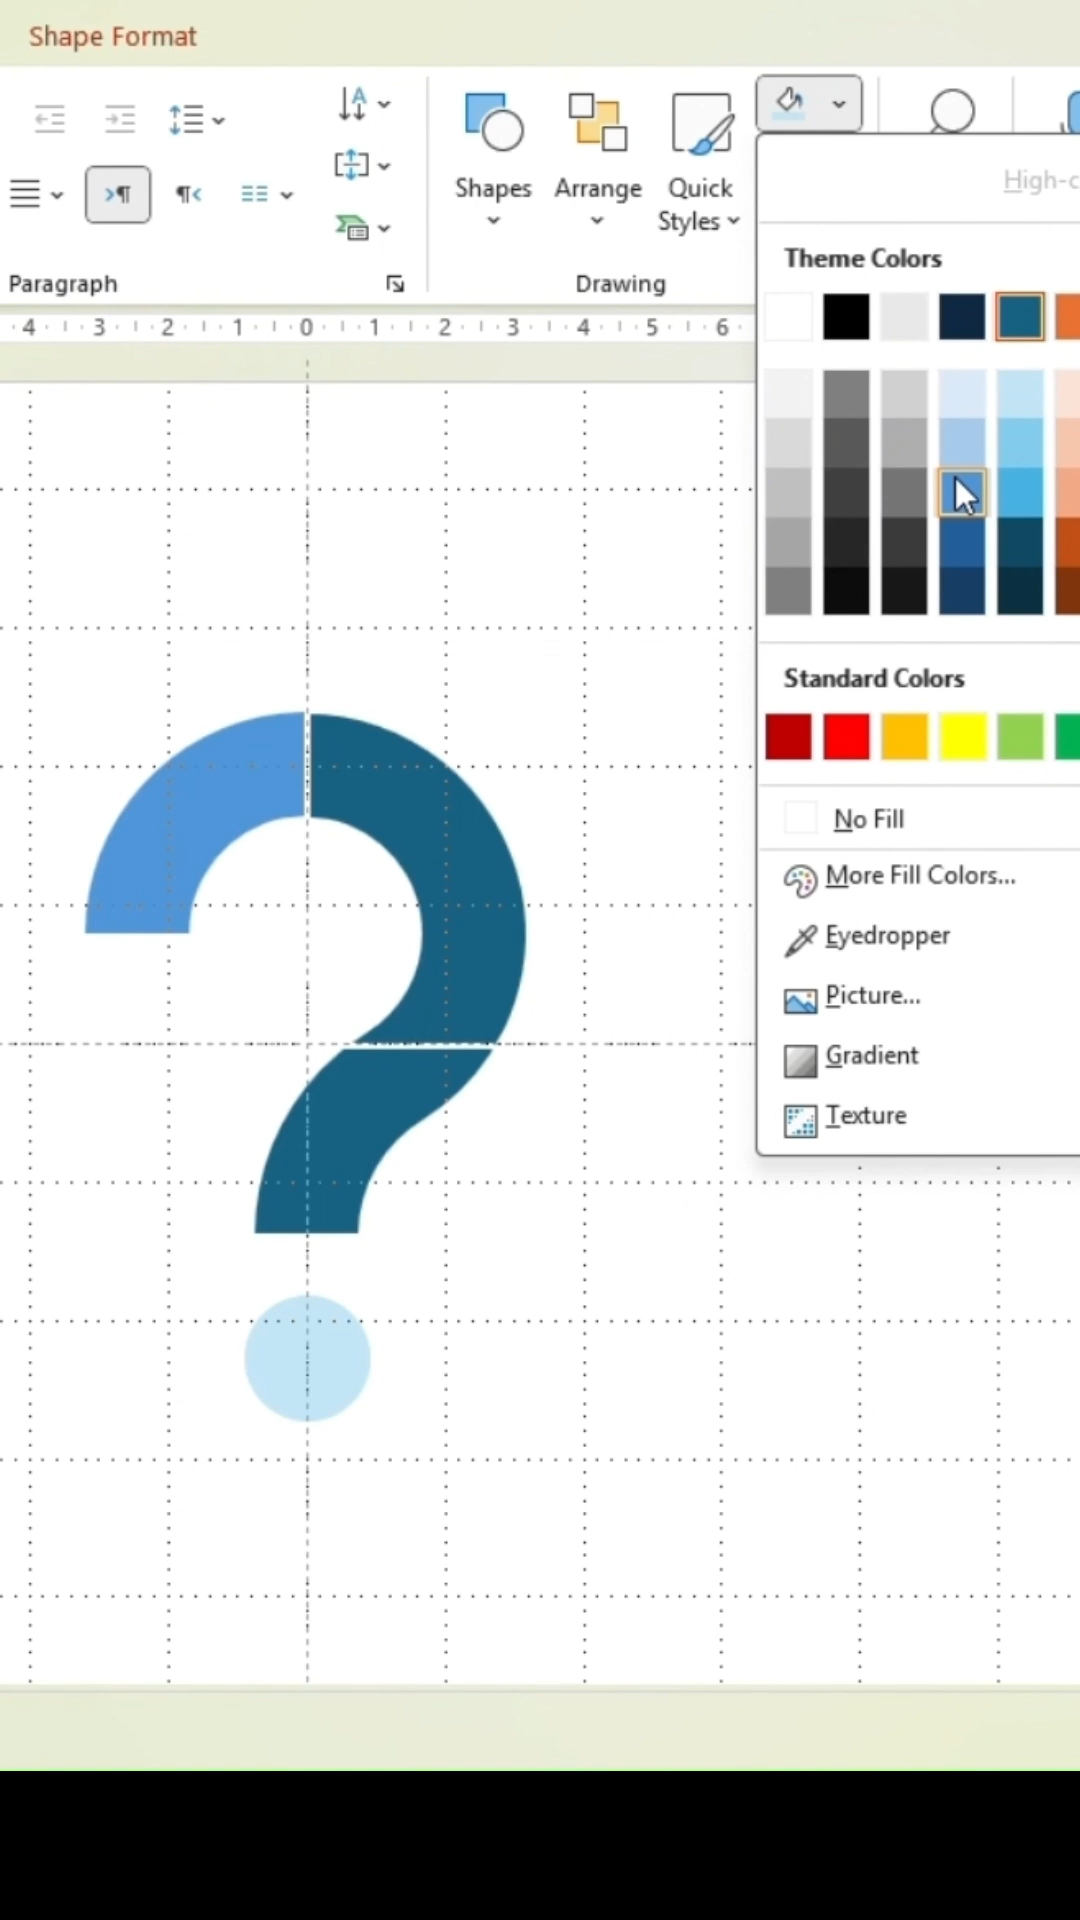 Shape Format
Shapes
Arrange
Quick
Styles
Paragraph
Drawing
4 3 2 1 0 1 2 3 4 5 6
High-c
Theme Colors
Standard Colors
No Fill
More Fill Colors...
Eyedropper
Picture...
Gradient
Texture